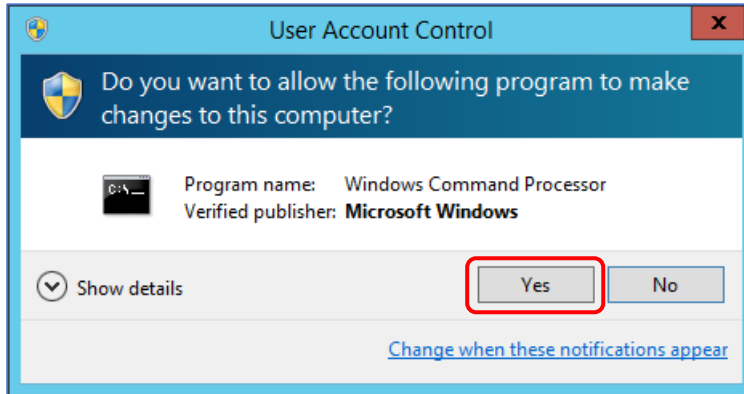 User Account Control
x
Do you want to allow the following program to make
changes to this computer?
C:\
Program name: Windows Command Processor
Verified publisher: Microsoft Windows
Show details
Yes
No
Change when these notifications appear